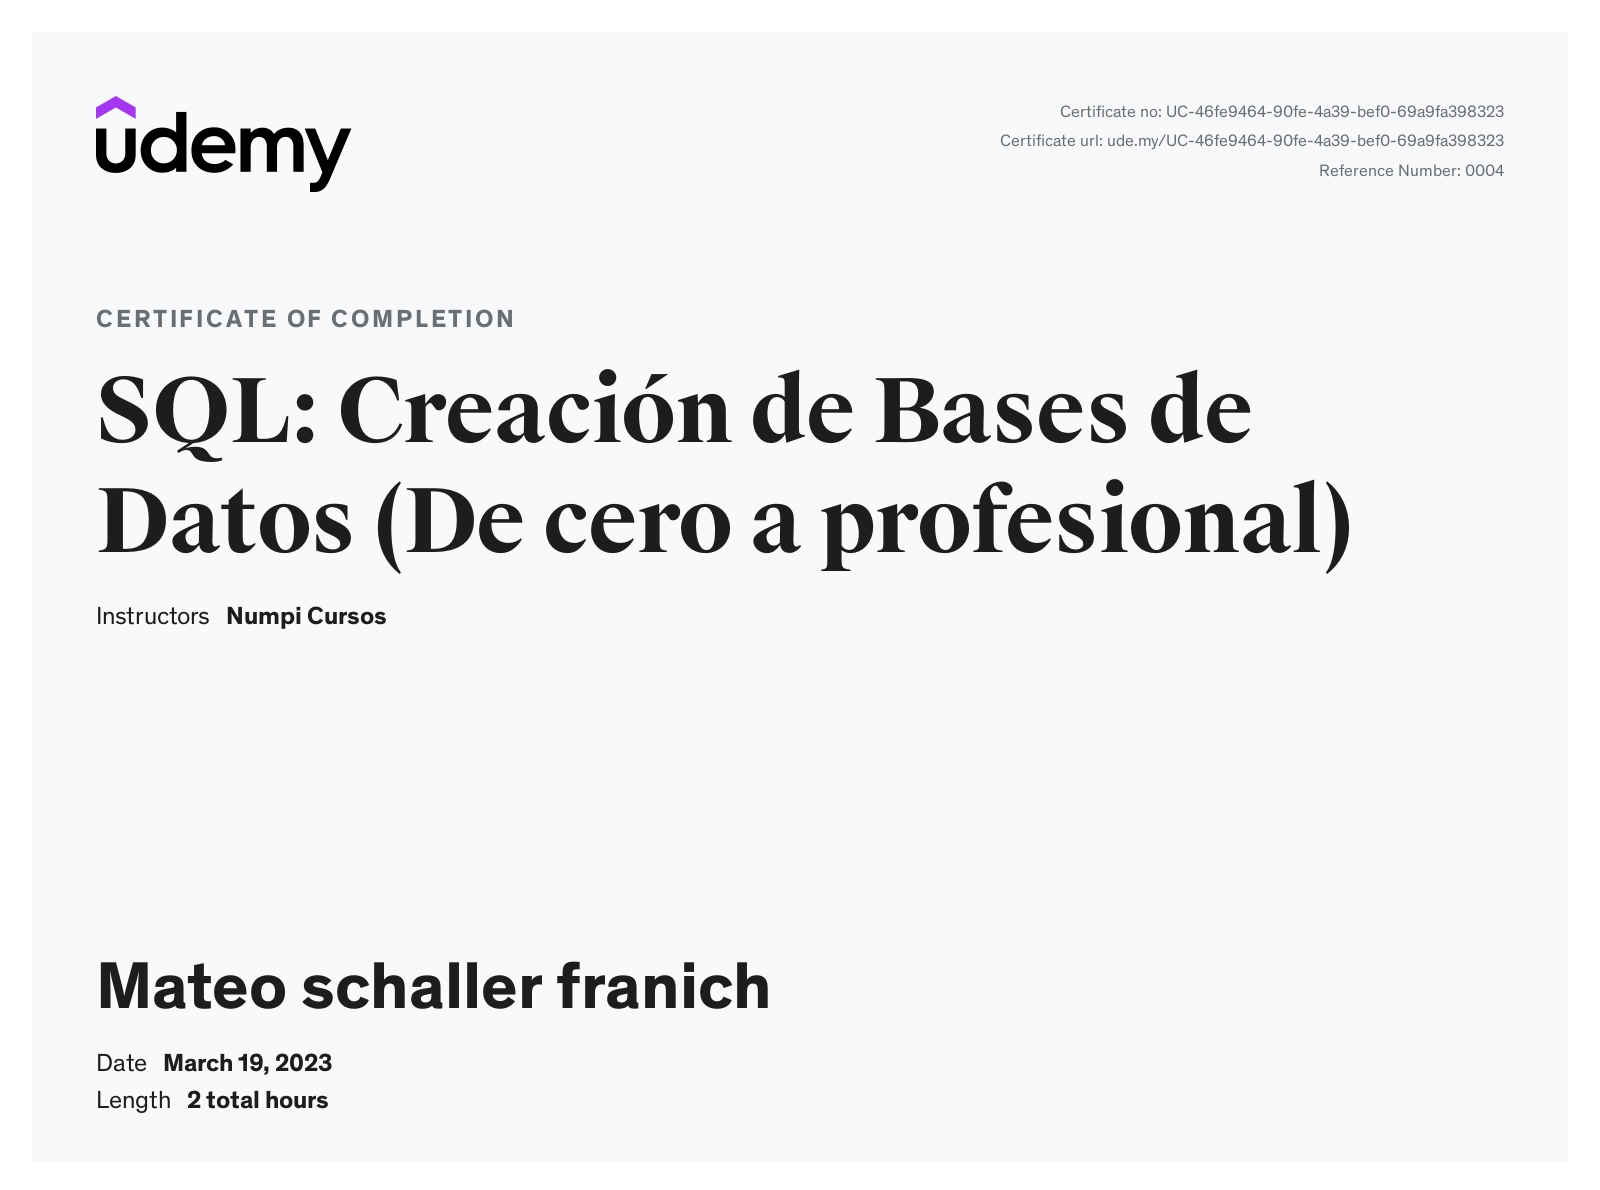 udemy
Certificate no: UC-46fe9464-90fe-4a39-bef0-69a9fa398323
Certificate url: ude.my/UC-46fe9464-90fe-4a39-bef0-69a9fa398323
Reference Number: 0004
CERTIFICATE OF COMPLETION
SQL: Creación de Bases de
Datos (De cero a profesional)
Instructors Numpi Cursos
Mateo schaller franich
Date March 19, 2023
Length 2 total hours